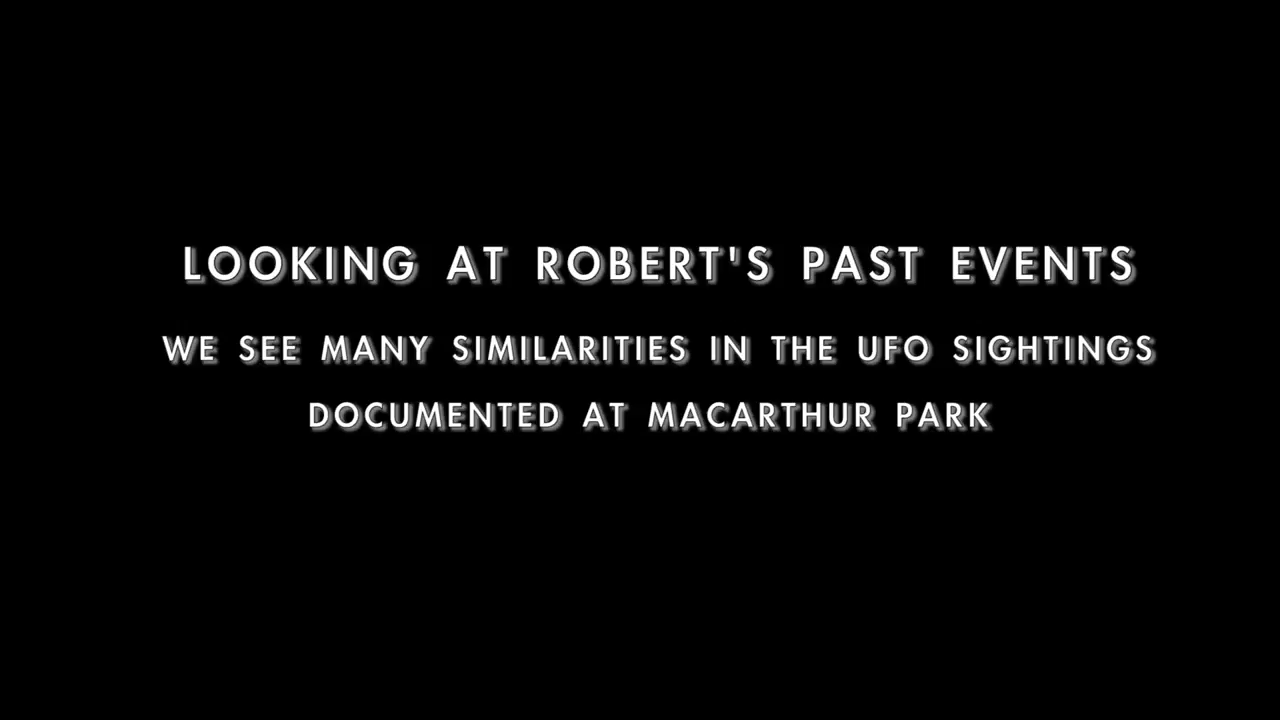 LOOKING AT ROBERT'S PAST EVENTS
WE SEE MANY SIMILARITIES IN THE UFO SIGHTINGS
DOCUMENTED AT MACARTHUR PARK